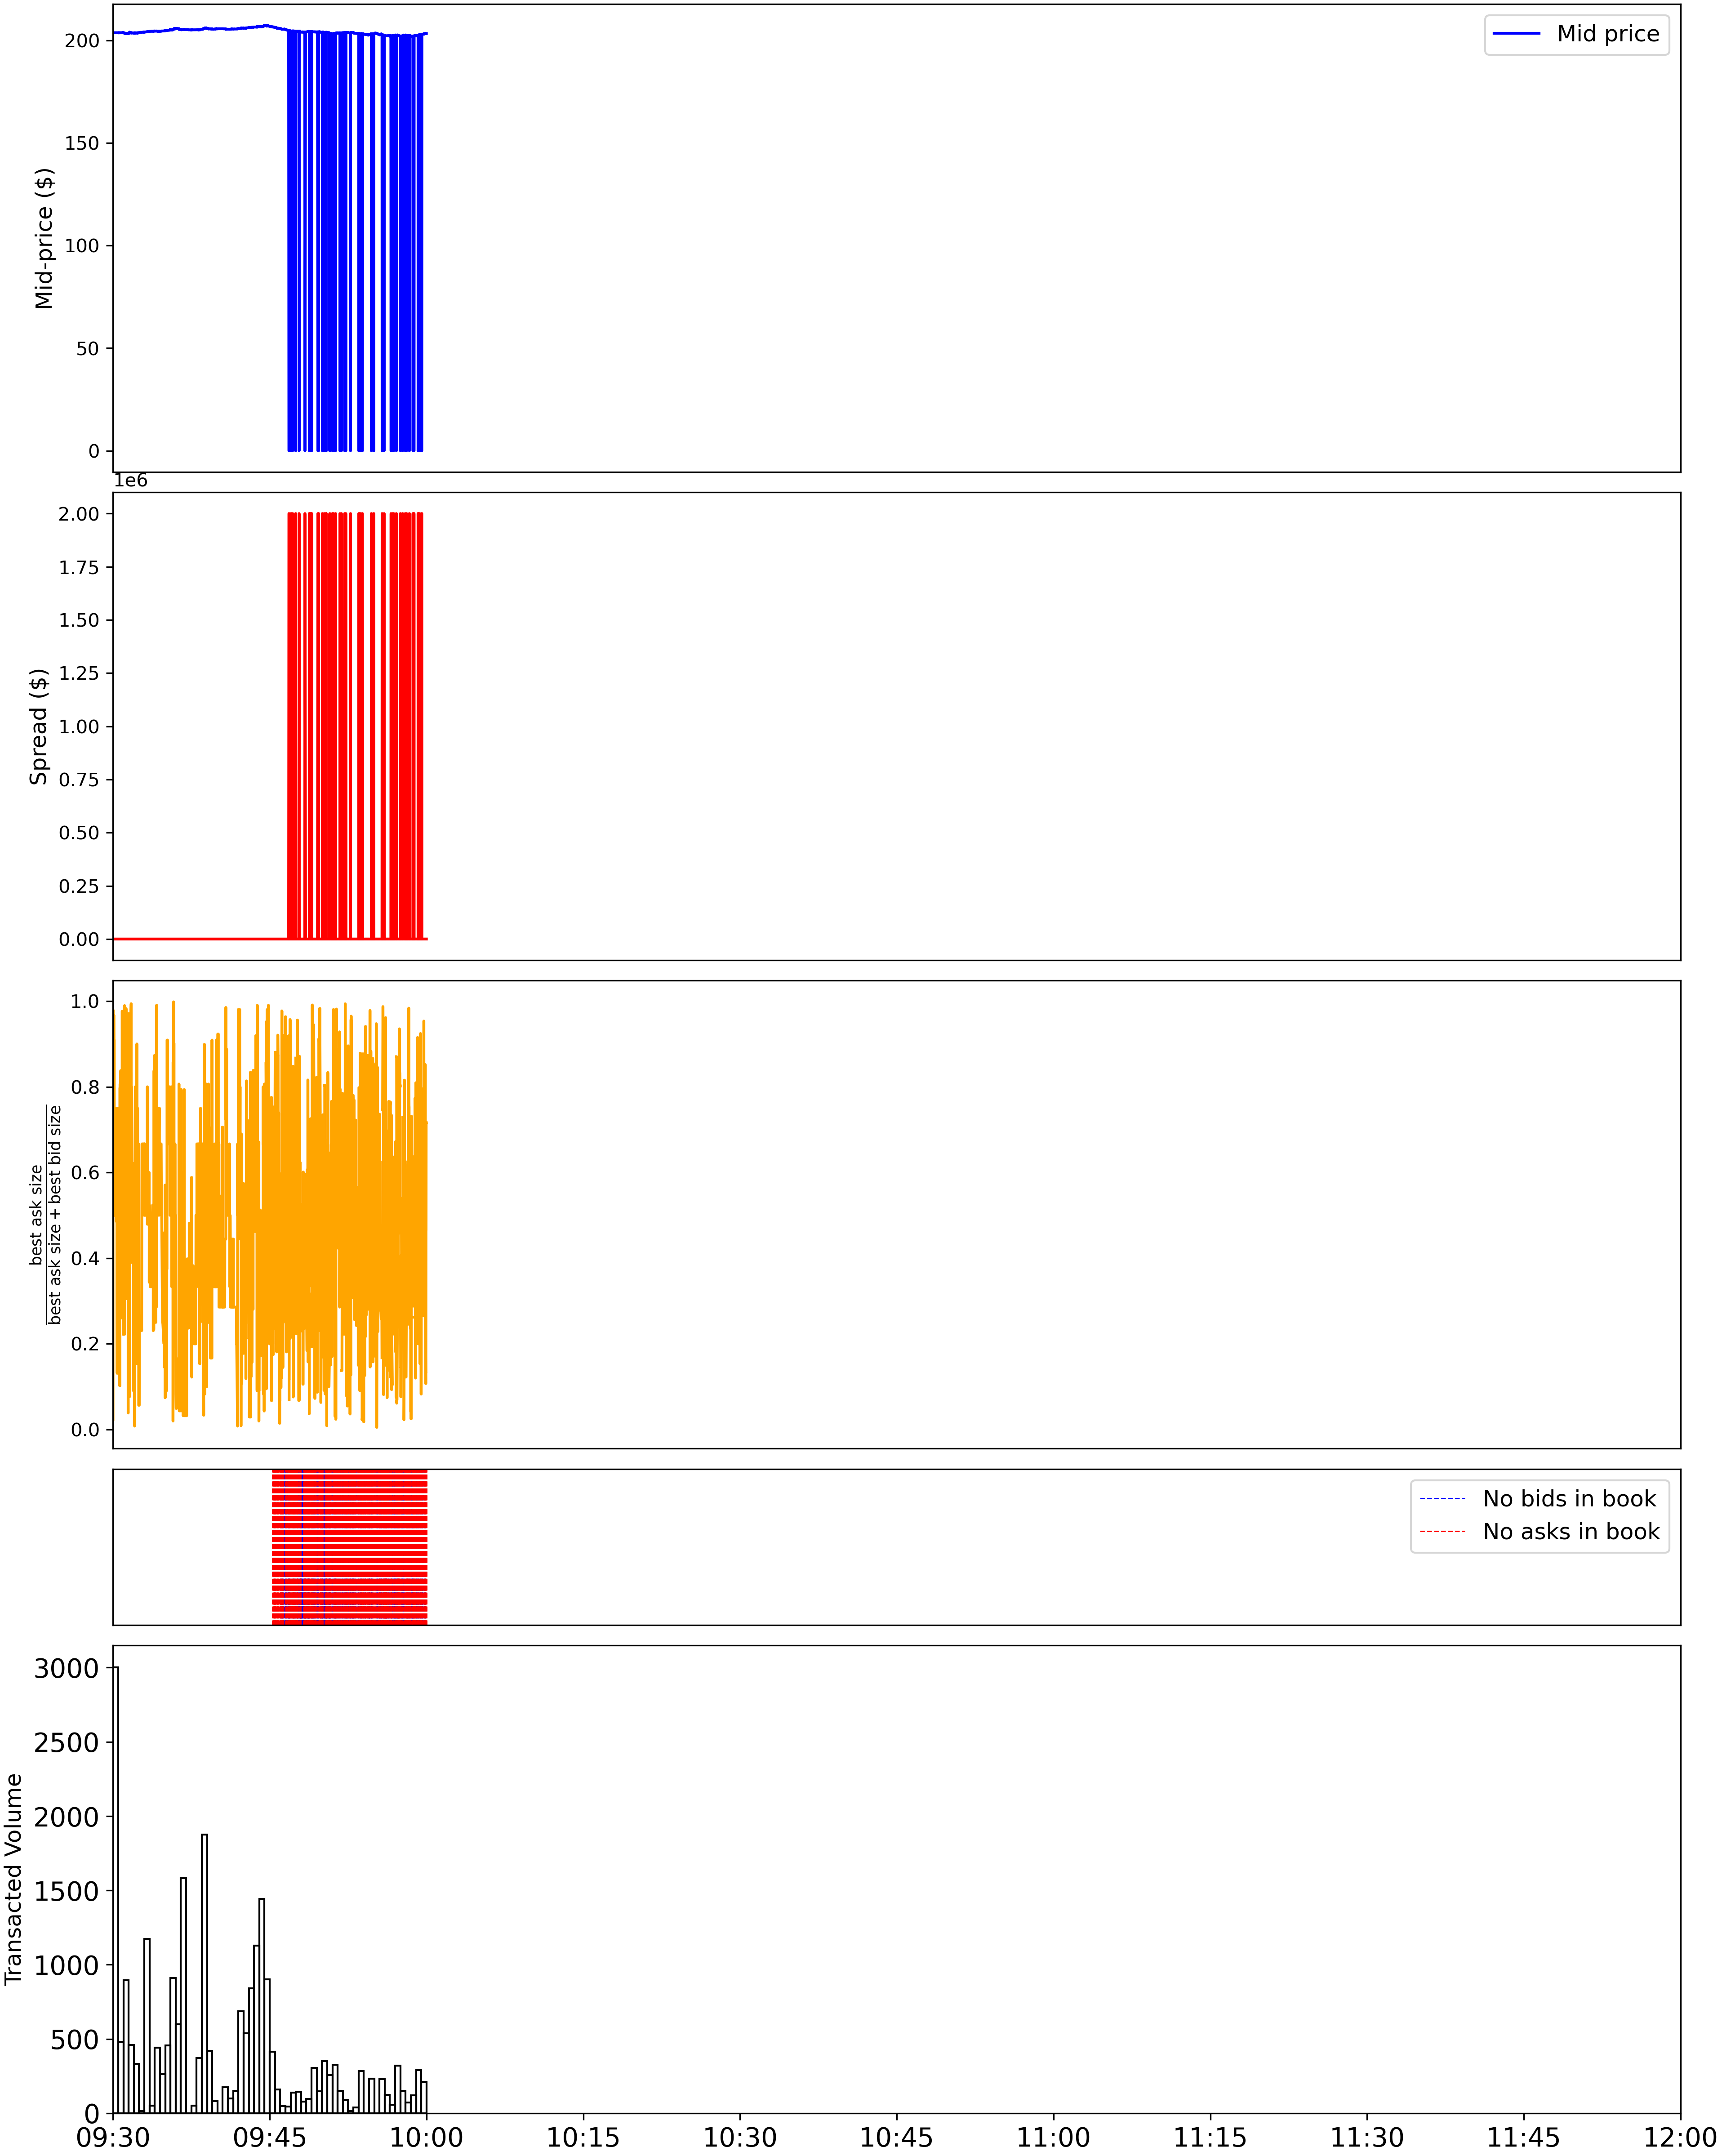 Mid price
200
150
100
50
0
Mid-price ($)
1e6
2.00
1.75
1.50
1.25
1.00
0.75
0.50
0.25
0.00
Spread ($)
1.0
0.8
0.6
0.4
0.2
0.0
best ask size
best ask size + best bid size
No bids in book
No asks in book
3000
2500
2000
1500
1000
500
0
Transacted Volume
09:30 09:45 10:00 10:15 10:30 10:45 11:00 11:15 11:30 11:45 12:00